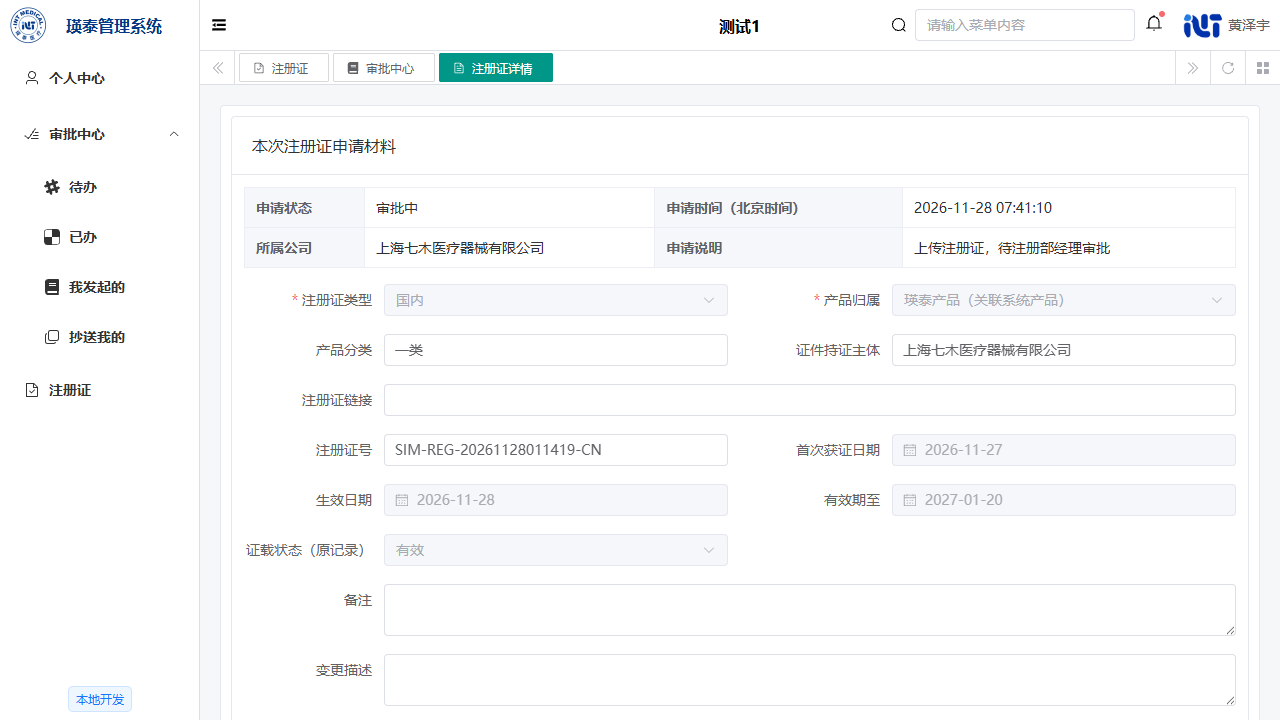 瑛泰管理系统
测试1
请输入菜单内容
黄泽宇
个人中心
审批中心
待办
已办
我发起的
抄送我的
注册证
本地开发
注册证
审批中心
注册证详情
本次注册证申请材料
申请状态 审批中 申请时间（北京时间） 2026-11-28 07:41:10
所属公司 上海七木医疗器械有限公司 申请说明 上传注册证，待注册部经理审批
* 注册证类型 国内 * 产品归属 瑛泰产品（关联系统产品）
产品分类 一类 证件持证主体 上海七木医疗器械有限公司
注册证链接
注册证号 SIM-REG-20261128011419-CN 首次获证日期 2026-11-27
生效日期 2026-11-28 有效期至 2027-01-20
证载状态（原记录） 有效
备注
变更描述